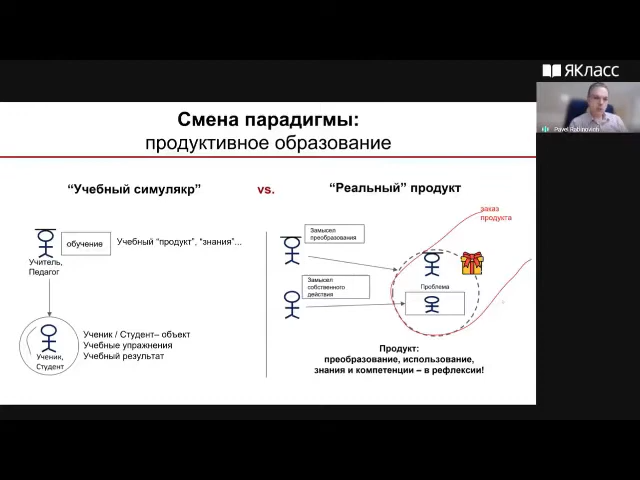 ЯКласс
Pavel Rabinovich
Смена парадигмы:
продуктивное образование
“Учебный симулякр”
vs.
“Реальный” продукт
обучение
Учебный “продукт”, “знания”...
Учитель,
Педагог
Ученик,
Студент
Ученик / Студент– объект
Учебные упражнения
Учебный результат
Замысел
преобразования
Замысел
собственного
действия
заказ
продукта
Проблема
Продукт:
преобразование, использование,
знания и компетенции – в рефлексии!